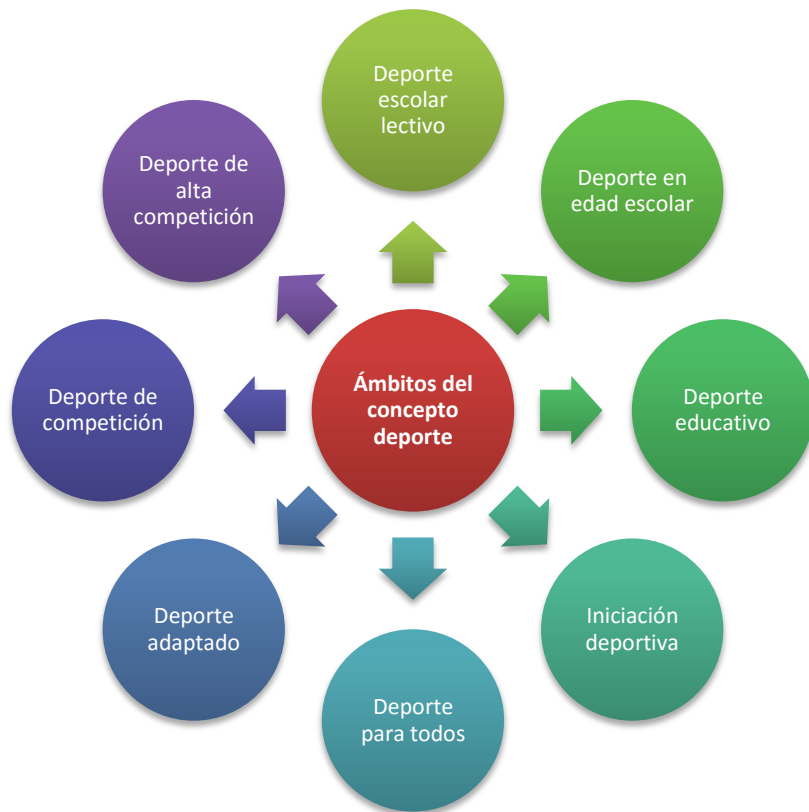 Deporte
escolar
lectivo
Deporte en
edad escolar
Deporte
educativo
Iniciación
deportiva
Deporte
para todos
Deporte
adaptado
Deporte de
competición
Deporte de
alta
competición
Ámbitos del
concepto
deporte